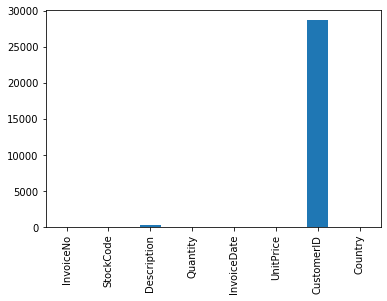 30000
25000
20000
15000
10000
5000
0
InvoiceNo
StockCode
Description
Quantity
InvoiceDate
UnitPrice
CustomerID
Country